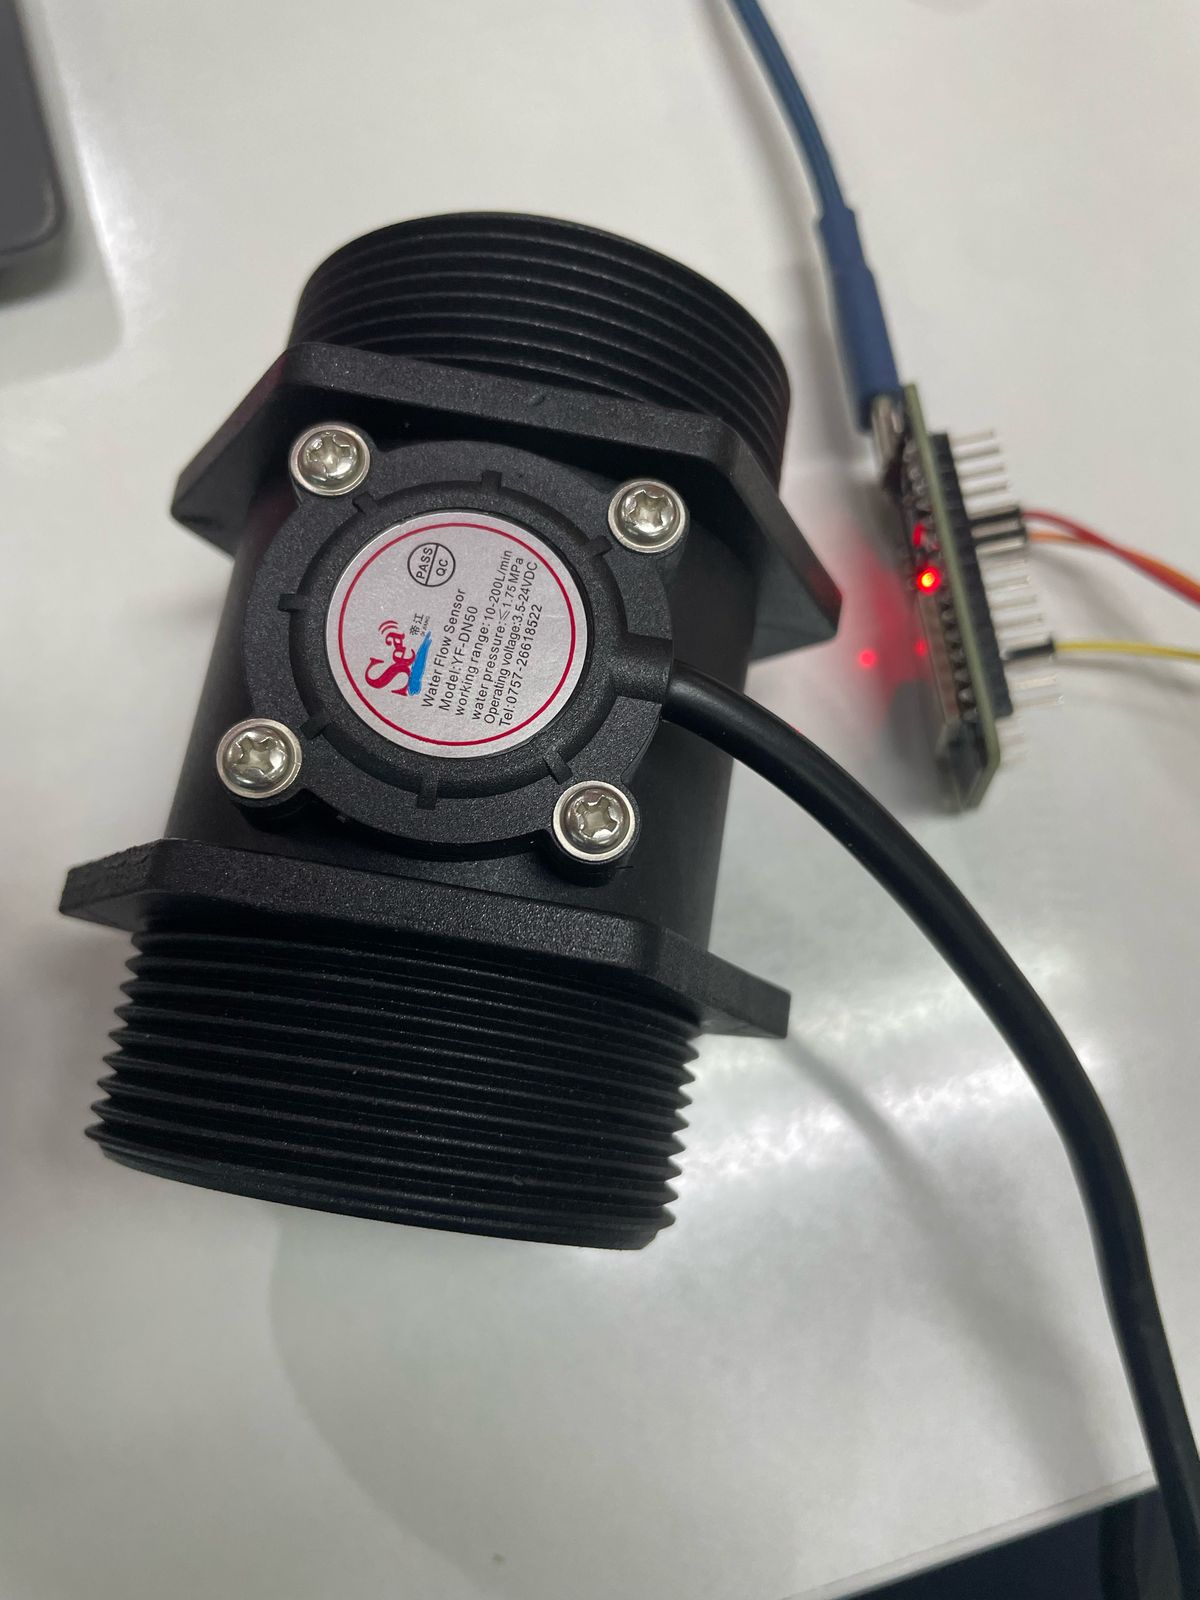 PASS
QC
Sea
帝江
Water Flow Sensor
Model:YF-DN50
working range:10-200L/min
water pressure:≤1.75MPa
Operating voltage:3.5-24VDC
Tel:0757-26618522